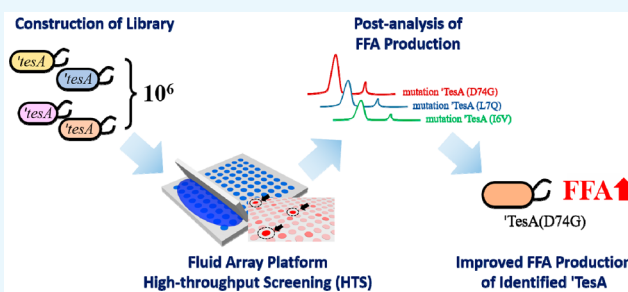 Construction of Library
'tesA
'tesA
'tesA
'tesA
10⁶
Post-analysis of
FFA Production
mutation 'TesA (D74G)
mutation 'TesA (L7Q)
mutation 'TesA (I6V)
Fluid Array Platform
High-throughput Screening (HTS)
FFA
'TesA(D74G)
Improved FFA Production
of Identified 'TesA